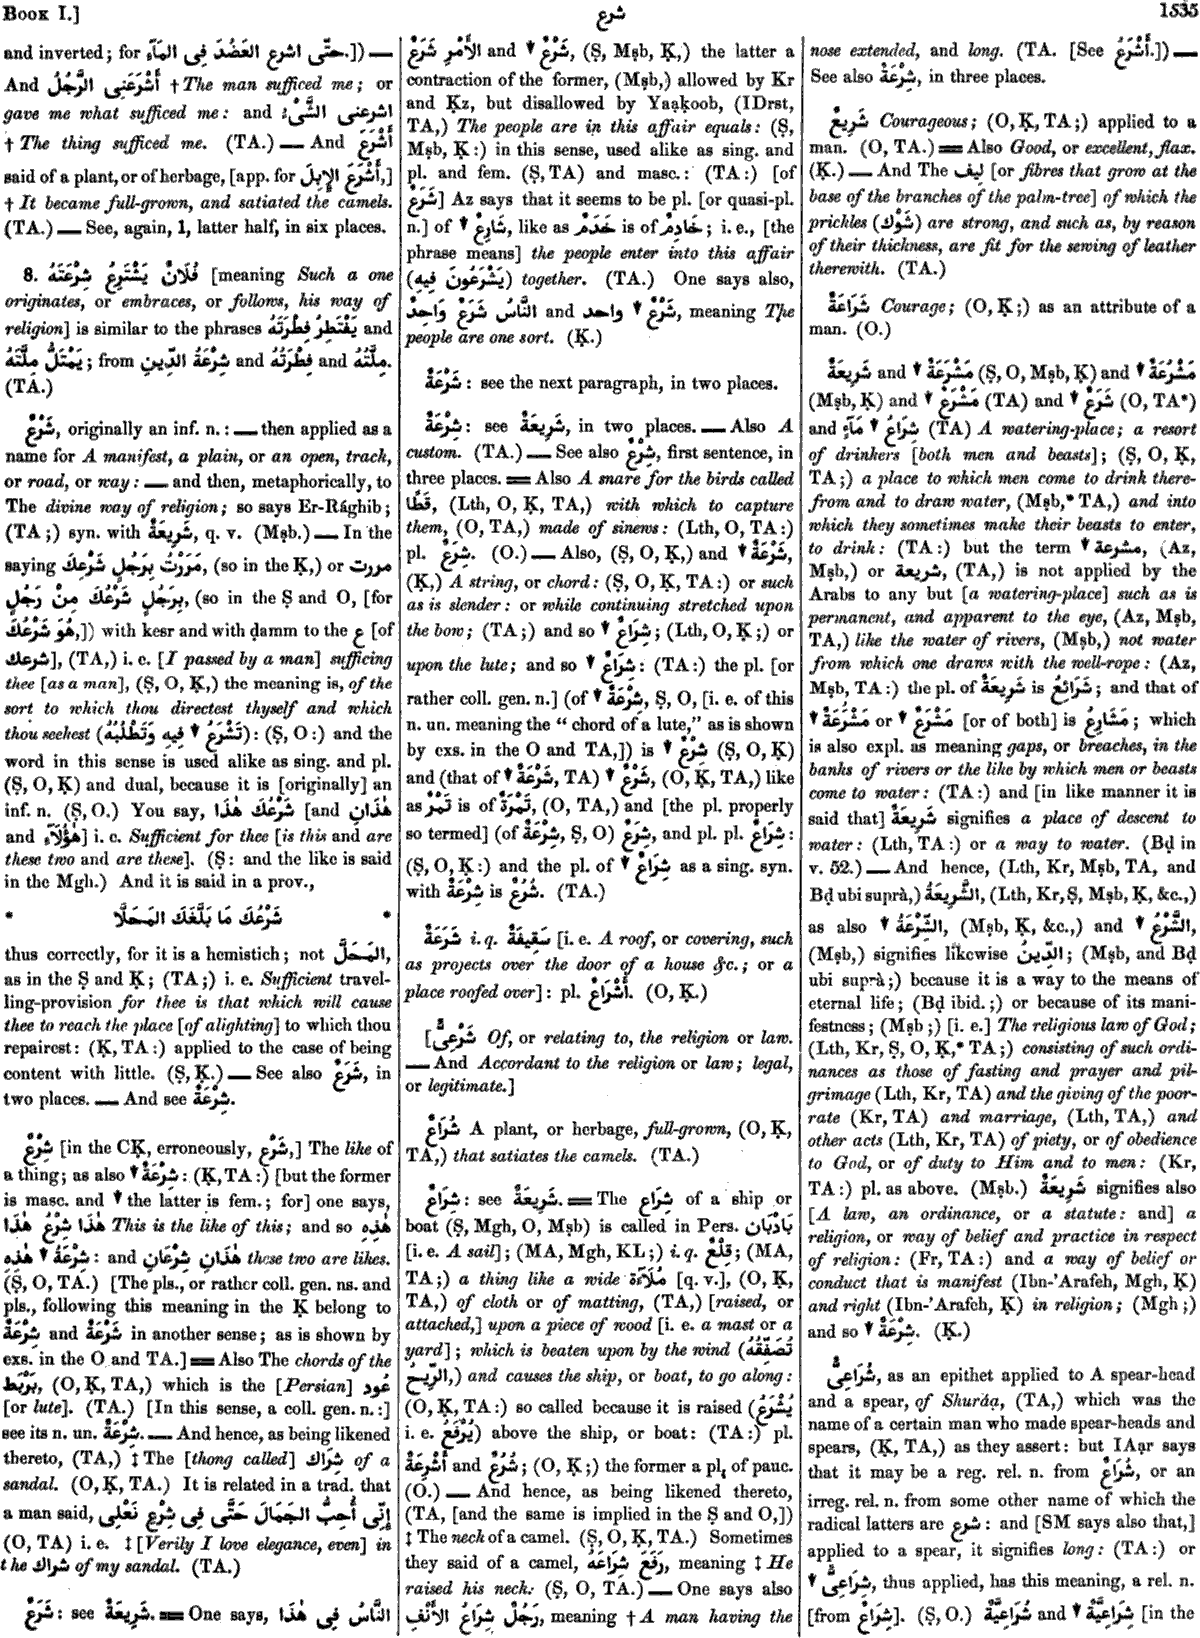 Book I.]
شرع
1535
and inverted; for حَتَّى اشرع العَضُدَ فِى المَآءِ.]) —
And أَشْرَعَنِى الرَّجُلُ † The man sufficed me; or
gave me what sufficed me: and اشرعنى الشَّىْءُ
† The thing sufficed me. (TA.) — And أَشْرَعَ
said of a plant, or of herbage, [app. for أَشْرَعَ الإِبِلَ,]
† It became full-grown, and satiated the camels.
(TA.) — See, again, 1, latter half, in six places.
8. فُلَانٌ يَشْتَرِعُ شِرْعَتَهُ [meaning Such a one
originates, or embraces, or follows, his way of
religion] is similar to the phrases يَفْتَطِرُ فِطْرَتَهُ and
يَمْتَلُّ مِلَّتَهُ; from شِرْعَةُ الدِّينِ and فِطْرَتُهُ and مِلَّتُهُ.
(TA.)
شَرْعٌ, originally an inf. n.: — then applied as a
name for A manifest, a plain, or an open, track,
or road, or way: — and then, metaphorically, to
The divine way of religion; so says Er-Rághib;
(TA;) syn. with شَرِيعَةٌ, q. v. (Mṣb.) — In the
saying مَرَرْتُ بِرَجُلٍ شَرْعِكَ, (so in the Ḳ,) or مررت
بِرَجُلٍ شَرْعُكَ مِنْ رَجُلٍ, (so in the Ṣ and O, [for
هُوَ شَرْعُكَ,]) with kesr and with ḍamm to the ع [of
شرعك], (TA,) i. e. [I passed by a man] sufficing
thee [as a man], (Ṣ, O, Ḳ,) the meaning is, of the
sort to which thou directest thyself and which
thou seekest (تَشْرَعُ ▾ فِيهِ وَتَطْلُبُهُ): (Ṣ, O:) and the
word in this sense is used alike as sing. and pl.
(Ṣ, O, Ḳ) and dual, because it is [originally] an
inf. n. (Ṣ, O.) You say, شَرْعُكَ هٰذَا [and هٰذَانِ
and هٰؤُلَآءِ] i. e. Sufficient for thee [is this and are
these two and are these]. (Ṣ: and the like is said
in the Mgh.) And it is said in a prov.,
* شَرْعُكَ مَا بَلَّغَكَ المَحَلَّا *
thus correctly, for it is a hemistich; not المَحَلَّ,
as in the Ṣ and Ḳ; (TA;) i. e. Sufficient travel-
ling-provision for thee is that which will cause
thee to reach the place [of alighting] to which thou
repairest: (Ḳ, TA:) applied to the case of being
content with little. (Ṣ, Ḳ.) — See also شَرَعٌ, in
two places. — And see شِرْعَةٌ.
شِرْعٌ [in the CḲ, erroneously, شَرْع,] The like of
a thing; as also ▾ شِرْعَةٌ: (Ḳ, TA:) [but the former
is masc. and ▾ the latter is fem.; for] one says,
هٰذَا شِرْعُ هٰذَا This is the like of this; and so هٰذِهِ
شِرْعَةُ ▾ هٰذِهِ: and هٰذَانِ شِرْعَانِ these two are likes.
(Ṣ, O, TA.) [The pls., or rather coll. gen. ns. and
pls., following this meaning in the Ḳ belong to
شِرْعَةٌ and شَرْعَةٌ in another sense; as is shown by
exs. in the O and TA.] ═ Also The chords of the
بَرْبَط, (O, Ḳ, TA,) which is the [Persian] عُود
[or lute]. (TA.) [In this sense, a coll. gen. n.:]
see its n. un. شِرْعَةٌ. — And hence, as being likened
thereto, (TA,) ‡ The [thong called] شِرَاك of a
sandal. (O, Ḳ, TA.) It is related in a trad. that
a man said, إِنِّى أُحِبُّ الجَمَالَ حَتَّى فِى شِرْعِ نَعْلِى
(O, TA) i. e. ‡ [Verily I love elegance, even] in
the شراك of my sandal. (TA.)
شَرَعٌ: see شَرِيعَةٌ. ═ One says, النَّاسُ فِى هٰذَا
الأَمْرِ شَرَعٌ and ▾ شَرْعٌ, (Ṣ, Mṣb, Ḳ,) the latter a
contraction of the former, (Mṣb,) allowed by Kr
and Ḳz, but disallowed by Yaaḳoob, (IDrst,
TA,) The people are in this affair equals: (Ṣ,
Mṣb, Ḳ:) in this sense, used alike as sing. and
pl. and fem. (Ṣ, TA) and masc.: (TA:) [of
شَرَعٌ] Az says that it seems to be pl. [or quasi-pl.
n.] of ▾ شَارِعٌ, like as خَدَمٌ is of خَادِمٌ; i. e., [the
phrase means] the people enter into this affair
(يَشْرَعُونَ فِيهِ) together. (TA.) One says also,
النَّاسُ شَرَعٌ وَاحِدٌ and ▾ شَرْعٌ واحد, meaning The
people are one sort. (Ḳ.)
شَرْعَةٌ: see the next paragraph, in two places.
شِرْعَةٌ: see شَرِيعَةٌ, in two places. — Also A
custom. (TA.) — See also شِرْعٌ, first sentence, in
three places. ═ Also A snare for the birds called
قَطًا, (Lth, O, Ḳ, TA,) with which to capture
them, (O, TA,) made of sinews: (Lth, O, TA:)
pl. شِرَعٌ. (O.) — Also, (Ṣ, O, Ḳ,) and ▾ شَرْعَةٌ,
(Ḳ,) A string, or chord: (Ṣ, O, Ḳ, TA:) or such
as is slender: or while continuing stretched upon
the bow; (TA;) and so ▾ شِرَاعٌ; (Lth, O, Ḳ;) or
upon the lute; and so ▾ شِرَاعٌ: (TA:) the pl. [or
rather coll. gen. n.] (of ▾ شِرْعَةٌ, Ṣ, O, [i. e. of this
n. un. meaning the “chord of a lute,” as is shown
by exs. in the O and TA,]) is ▾ شِرْعٌ (Ṣ, O, Ḳ)
and (that of ▾ شَرْعَةٌ, TA) ▾ شَرْعٌ, (O, Ḳ, TA,) like
as تَمْرٌ is of تَمْرَةٌ, (O, TA,) and [the pl. properly
so termed] (of شِرْعَةٌ, Ṣ, O) شِرَعٌ, and pl. pl. شِرَاعٌ:
(Ṣ, O, Ḳ:) and the pl. of ▾ شِرَاعٌ as a sing. syn.
with شِرْعَةٌ is شُرُعٌ. (TA.)
شَرَعَةٌ i. q. سَقِيفَةٌ [i. e. A roof, or covering, such
as projects over the door of a house &c.; or a
place roofed over]: pl. أَشْرَاعٌ. (O, Ḳ.)
[شَرْعِىٌّ Of, or relating to, the religion or law.
— And Accordant to the religion or law; legal,
or legitimate.]
شُرَاعٌ A plant, or herbage, full-grown, (O, Ḳ,
TA,) that satiates the camels. (TA.)
شِرَاعٌ: see شَرِيعَةٌ. ═ The شِرَاع of a ship or
boat (Ṣ, Mgh, O, Mṣb) is called in Pers. بَادْبَان
[i. e. A sail]; (MA, Mgh, KL;) i. q. قِلْعٌ; (MA,
TA;) a thing like a wide مُلَآءَة [q. v.], (O, Ḳ,
TA,) of cloth or of matting, (TA,) [raised, or
attached,] upon a piece of wood [i. e. a mast or a
yard]; which is beaten upon by the wind (تُصَفِّقُهُ
الرِّيحُ,) and causes the ship, or boat, to go along:
(O, Ḳ, TA:) so called because it is raised (يُشْرَعُ
i. e. يُرْفَعُ) above the ship, or boat: (TA:) pl.
أَشْرِعَةٌ and شُرُعٌ; (O, Ḳ;) the former a pl. of pauc.
(O.) — And hence, as being likened thereto,
(TA, [and the same is implied in the Ṣ and O,])
‡ The neck of a camel. (Ṣ, O, Ḳ, TA.) Sometimes
they said of a camel, رَفَعَ شِرَاعَهُ, meaning ‡ He
raised his neck: (Ṣ, O, TA.) — One says also
رَجُلٌ شِرَاعُ الأَنْفِ, meaning † A man having the
nose extended, and long. (TA. [See أَشْرَعُ.]) —
See also شِرْعَةٌ, in three places.
شَرِيعٌ Courageous; (O, Ḳ, TA;) applied to a
man. (O, TA.) ═ Also Good, or excellent, flax.
(Ḳ.) — And The لِيف [or fibres that grow at the
base of the branches of the palm-tree] of which the
prickles (شَوْك) are strong, and such as, by reason
of their thickness, are fit for the sewing of leather
therewith. (TA.)
شَرَاعَةٌ Courage; (O, Ḳ;) as an attribute of a
man. (O.)
شَرِيعَةٌ and ▾ مَشْرَعَةٌ (Ṣ, O, Mṣb, Ḳ) and ▾ مَشْرُعَةٌ
(Mṣb, Ḳ) and ▾ مَشْرَعٌ (TA) and ▾ شَرَعٌ (O, TA*)
and ▾ شِرَاعُ مَآءٍ (TA) A watering-place; a resort
of drinkers [both men and beasts]; (Ṣ, O, Ḳ,
TA;) a place to which men come to drink there-
from and to draw water, (Mṣb,* TA,) and into
which they sometimes make their beasts to enter,
to drink: (TA:) but the term ▾ مشرعة, (Az,
Mṣb,) or شريعة, (TA,) is not applied by the
Arabs to any but [a watering-place] such as is
permanent, and apparent to the eye, (Az, Mṣb,
TA,) like the water of rivers, (Mṣb,) not water
from which one draws with the well-rope: (Az,
Mṣb, TA:) the pl. of شَرِيعَةٌ is شَرَائِعُ; and that of
▾ مَشْرَعَةٌ or ▾ مَشْرَعٌ [or of both] is مَشَارِعُ; which
is also expl. as meaning gaps, or breaches, in the
banks of rivers or the like by which men or beasts
come to water: (TA:) and [in like manner it is
said that] شَرِيعَةٌ signifies a place of descent to
water: (Lth, TA:) or a way to water. (Bḍ in
v. 52.) — And hence, (Lth, Kr, Mṣb, TA, and
Bḍ ubi suprà,) الشَّرِيعَةُ, (Lth, Kr, Ṣ, Mṣb, Ḳ, &c.,)
as also ▾ الشِّرْعَةُ, (Mṣb, Ḳ, &c.,) and ▾ الشَّرْعُ,
(Mṣb,) signifies likewise الدِّينُ; (Mṣb, and Bḍ
ubi suprà;) because it is a way to the means of
eternal life; (Bḍ ibid.;) or because of its mani-
festness; (Mṣb;) [i. e.] The religious law of God;
(Lth, Kr, Ṣ, O, Ḳ,* TA;) consisting of such ordi-
nances as those of fasting and prayer and pil-
grimage (Lth, Kr, TA) and the giving of the poor-
rate (Kr, TA) and marriage, (Lth, TA,) and
other acts (Lth, Kr, TA) of piety, or of obedience
to God, or of duty to Him and to men: (Kr,
TA:) pl. as above. (Mṣb.) شَرِيعَةٌ signifies also
[A law, an ordinance, or a statute: and] a
religion, or way of belief and practice in respect
of religion: (Fr, TA:) and a way of belief or
conduct that is manifest (Ibn-’Arafeh, Mgh, Ḳ)
and right (Ibn-’Arafeh, Ḳ) in religion; (Mgh;)
and so ▾ شِرْعَةٌ. (Ḳ.)
شُرَاعِىٌّ, as an epithet applied to A spear-head
and a spear, of Shuráạ, (TA,) which was the
name of a certain man who made spear-heads and
spears, (Ḳ, TA,) as they assert: but IAạr says
that it may be a reg. rel. n. from شُرَاعٌ, or an
irreg. rel. n. from some other name of which the
radical latters are شرع: and [SM says also that,]
applied to a spear, it signifies long: (TA:) or
▾ شِرَاعِىٌّ, thus applied, has this meaning, a rel. n.
[from شِرَاعٌ]. (Ṣ, O.) شُرَاعِيَّةٌ and ▾ شِرَاعِيَّةٌ [in the